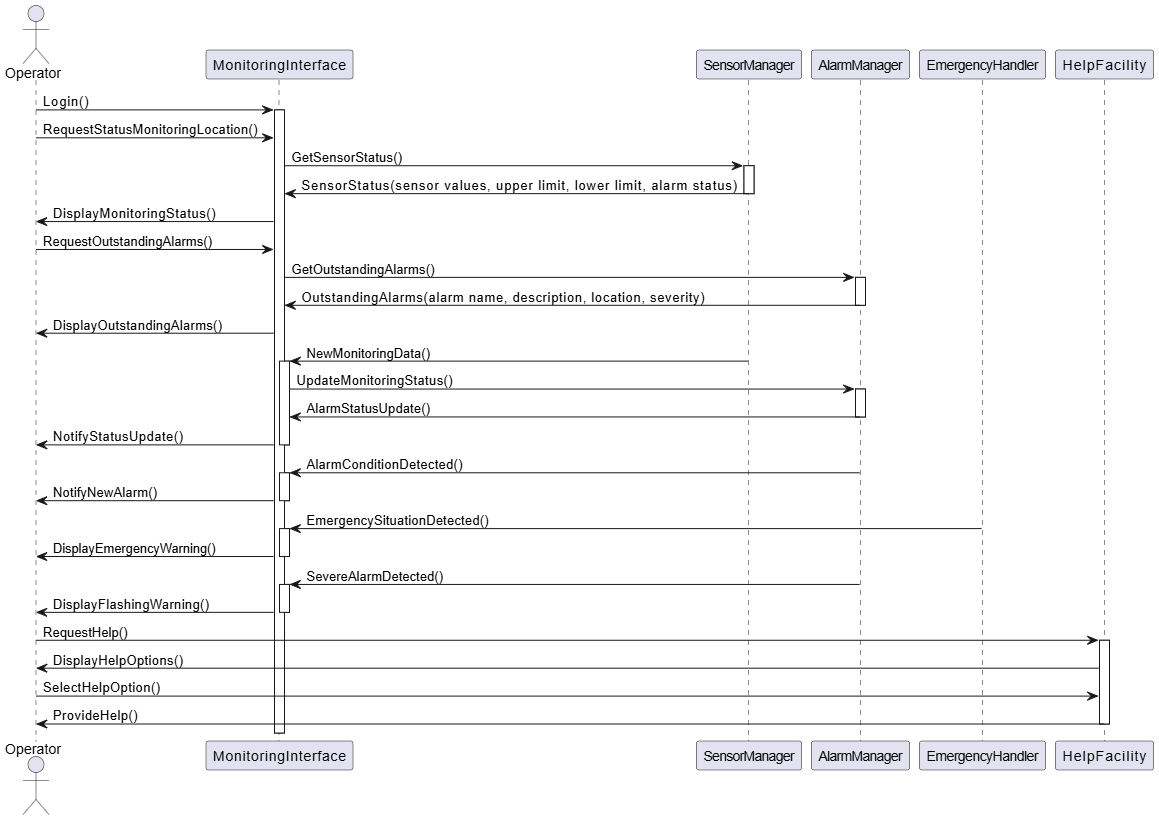 Operator
MonitoringInterface
SensorManager
AlarmManager
EmergencyHandler
HelpFacility
Login()
RequestStatusMonitoringLocation()
GetSensorStatus()
SensorStatus(sensor values, upper limit, lower limit, alarm status)
DisplayMonitoringStatus()
RequestOutstandingAlarms()
GetOutstandingAlarms()
OutstandingAlarms(alarm name, description, location, severity)
DisplayOutstandingAlarms()
NewMonitoringData()
UpdateMonitoringStatus()
AlarmStatusUpdate()
NotifyStatusUpdate()
AlarmConditionDetected()
NotifyNewAlarm()
EmergencySituationDetected()
DisplayEmergencyWarning()
SevereAlarmDetected()
DisplayFlashingWarning()
RequestHelp()
DisplayHelpOptions()
SelectHelpOption()
ProvideHelp()
Operator
MonitoringInterface
SensorManager
AlarmManager
EmergencyHandler
HelpFacility